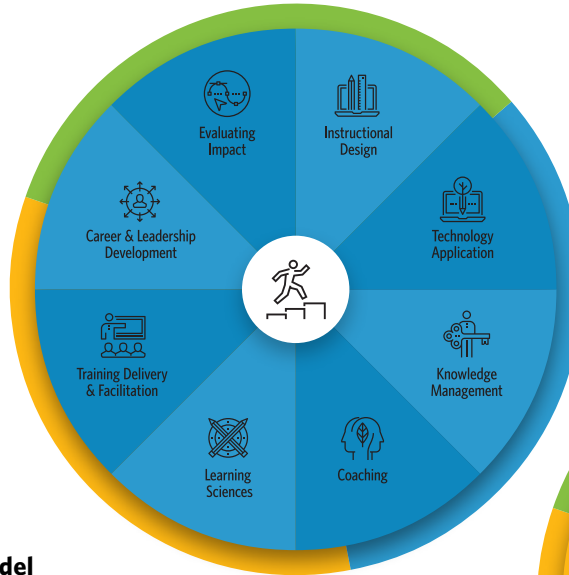 Evaluating
Impact
Instructional
Design
Career & Leadership
Development
Technology
Application
Training Delivery
& Facilitation
Knowledge
Management
Learning
Sciences
Coaching
del